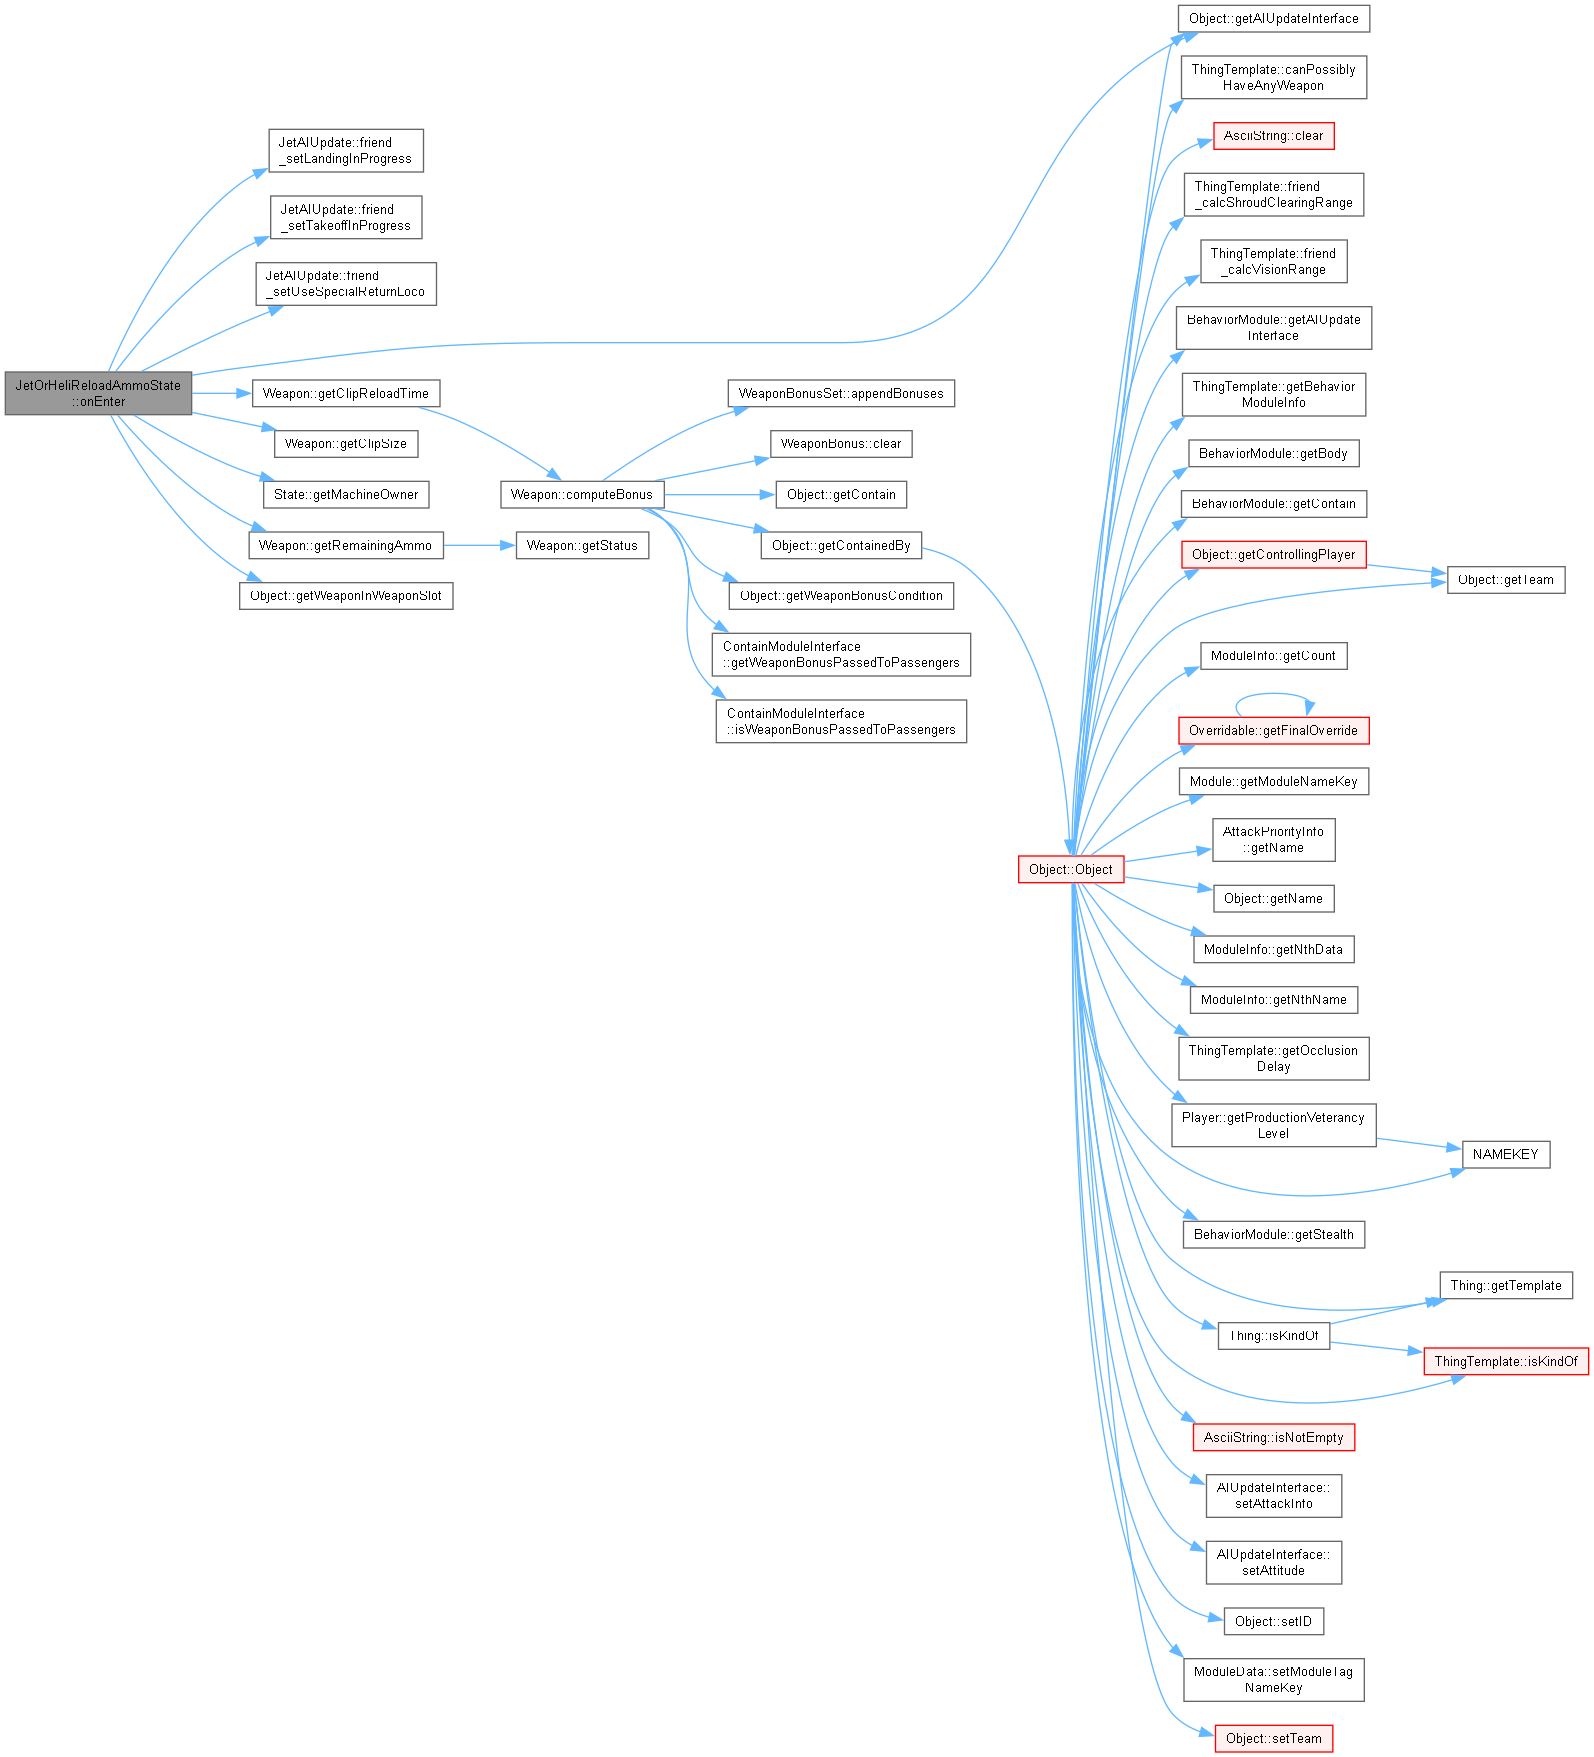 JetOrHeliReloadAmmoState
::onEnter
JetAIUpdate::friend
_setLandingInProgress
JetAIUpdate::friend
_setTakeoffInProgress
JetAIUpdate::friend
_setUseSpecialReturnLoco
Weapon::getClipReloadTime
Weapon::getClipSize
State::getMachineOwner
Weapon::getRemainingAmmo
Object::getWeaponInWeaponSlot
Weapon::computeBonus
Weapon::getStatus
WeaponBonusSet::appendBonuses
WeaponBonus::clear
Object::getContain
Object::getContainedBy
Object::getWeaponBonusCondition
ContainModuleInterface
::getWeaponBonusPassedToPassengers
ContainModuleInterface
::isWeaponBonusPassedToPassengers
Object::Object
Object::getAIUpdateInterface
ThingTemplate::canPossibly
HaveAnyWeapon
AsciiString::clear
ThingTemplate::friend
_calcShroudClearingRange
ThingTemplate::friend
_calcVisionRange
BehaviorModule::getAIUpdate
Interface
ThingTemplate::getBehavior
ModuleInfo
BehaviorModule::getBody
BehaviorModule::getContain
Object::getControllingPlayer
Object::getTeam
ModuleInfo::getCount
Overridable::getFinalOverride
Module::getModuleNameKey
AttackPriorityInfo
::getName
Object::getName
ModuleInfo::getNthData
ModuleInfo::getNthName
ThingTemplate::getOcclusion
Delay
Player::getProductionVeterancy
Level
NAMEKEY
BehaviorModule::getStealth
Thing::getTemplate
Thing::isKindOf
ThingTemplate::isKindOf
AsciiString::isNotEmpty
AIUpdateInterface::
setAttackInfo
AIUpdateInterface::
setAttitude
Object::setID
ModuleData::setModuleTag
NameKey
Object::setTeam